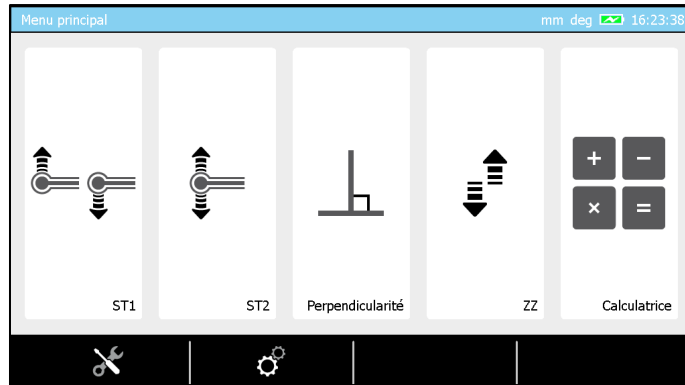 Menu principal
mm deg 16:23:38
ST1
ST2
Perpendicularité
ZZ
Calculatrice